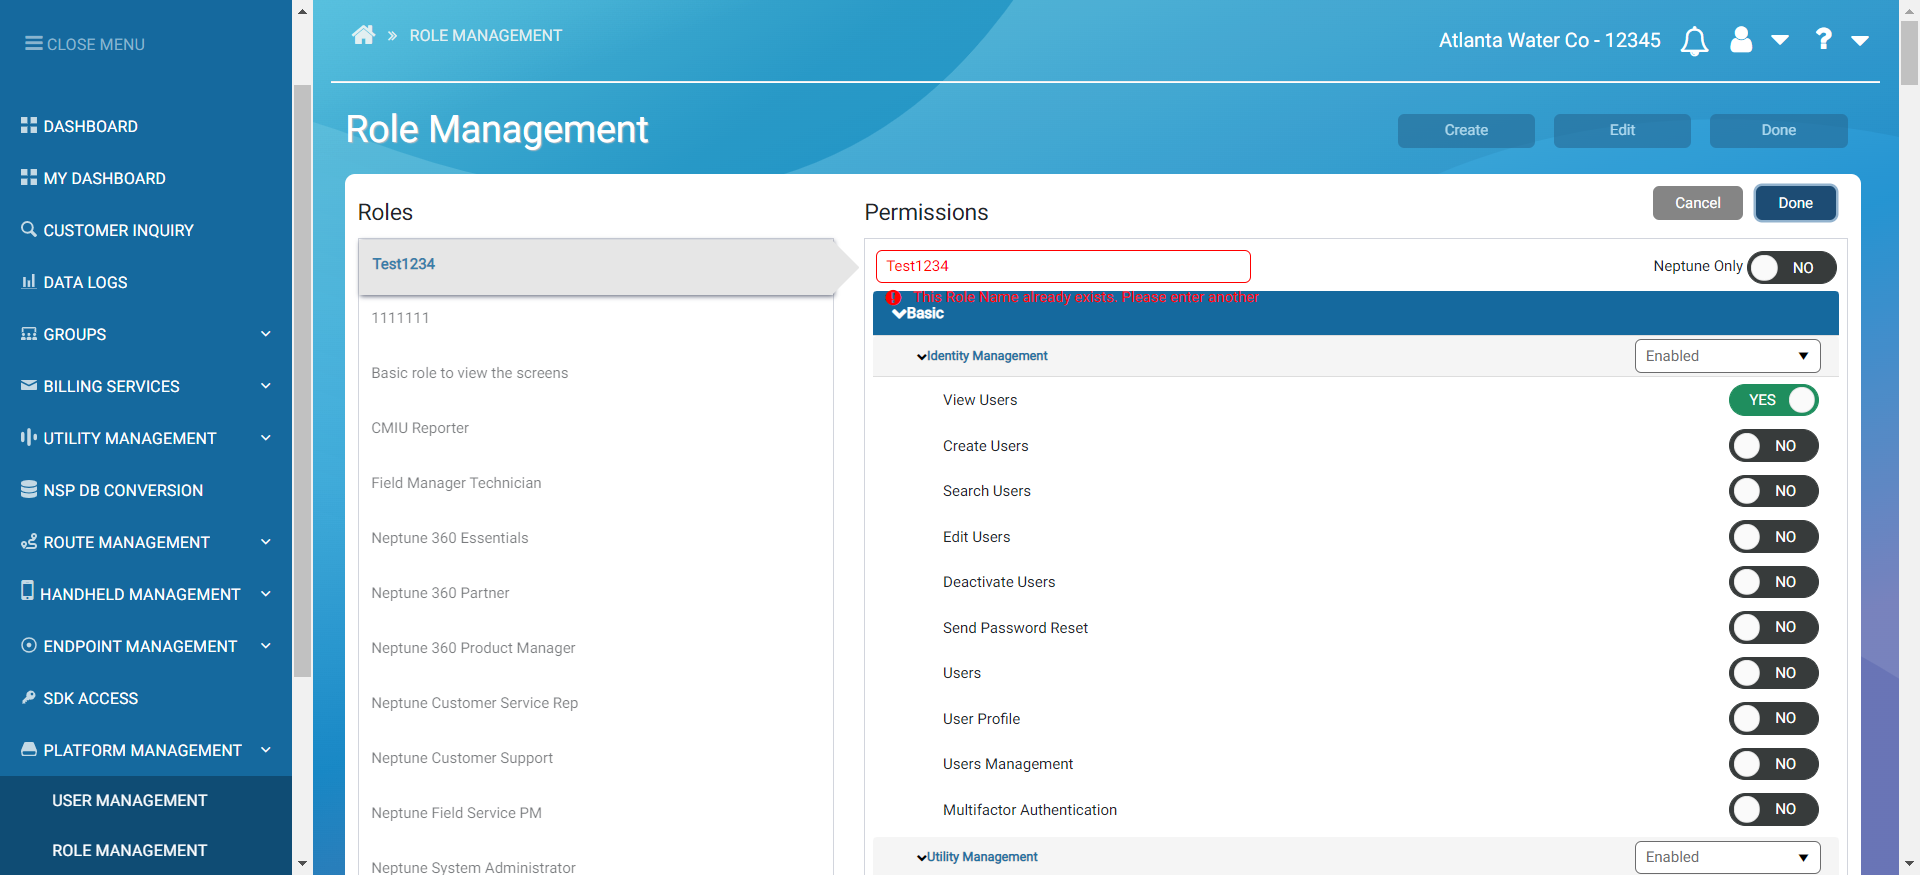 CLOSE MENU
DASHBOARD
MY DASHBOARD
CUSTOMER INQUIRY
DATA LOGS
GROUPS
BILLING SERVICES
UTILITY MANAGEMENT
NSP DB CONVERSION
ROUTE MANAGEMENT
HANDHELD MANAGEMENT
ENDPOINT MANAGEMENT
SDK ACCESS
PLATFORM MANAGEMENT
USER MANAGEMENT
ROLE MANAGEMENT
» ROLE MANAGEMENT
Atlanta Water Co - 12345 ?
Role Management
Create Edit Done
Roles
Test1234
1111111
Basic role to view the screens
CMIU Reporter
Field Manager Technician
Neptune 360 Essentials
Neptune 360 Partner
Neptune 360 Product Manager
Neptune Customer Service Rep
Neptune Customer Support
Neptune Field Service PM
Neptune System Administrator
Permissions
Cancel Done
Test1234
Neptune Only NO
This Role Name already exists. Please enter another
Basic
Identity Management Enabled
View Users YES
Create Users NO
Search Users NO
Edit Users NO
Deactivate Users NO
Send Password Reset NO
Users NO
User Profile NO
Users Management NO
Multifactor Authentication NO
Utility Management Enabled